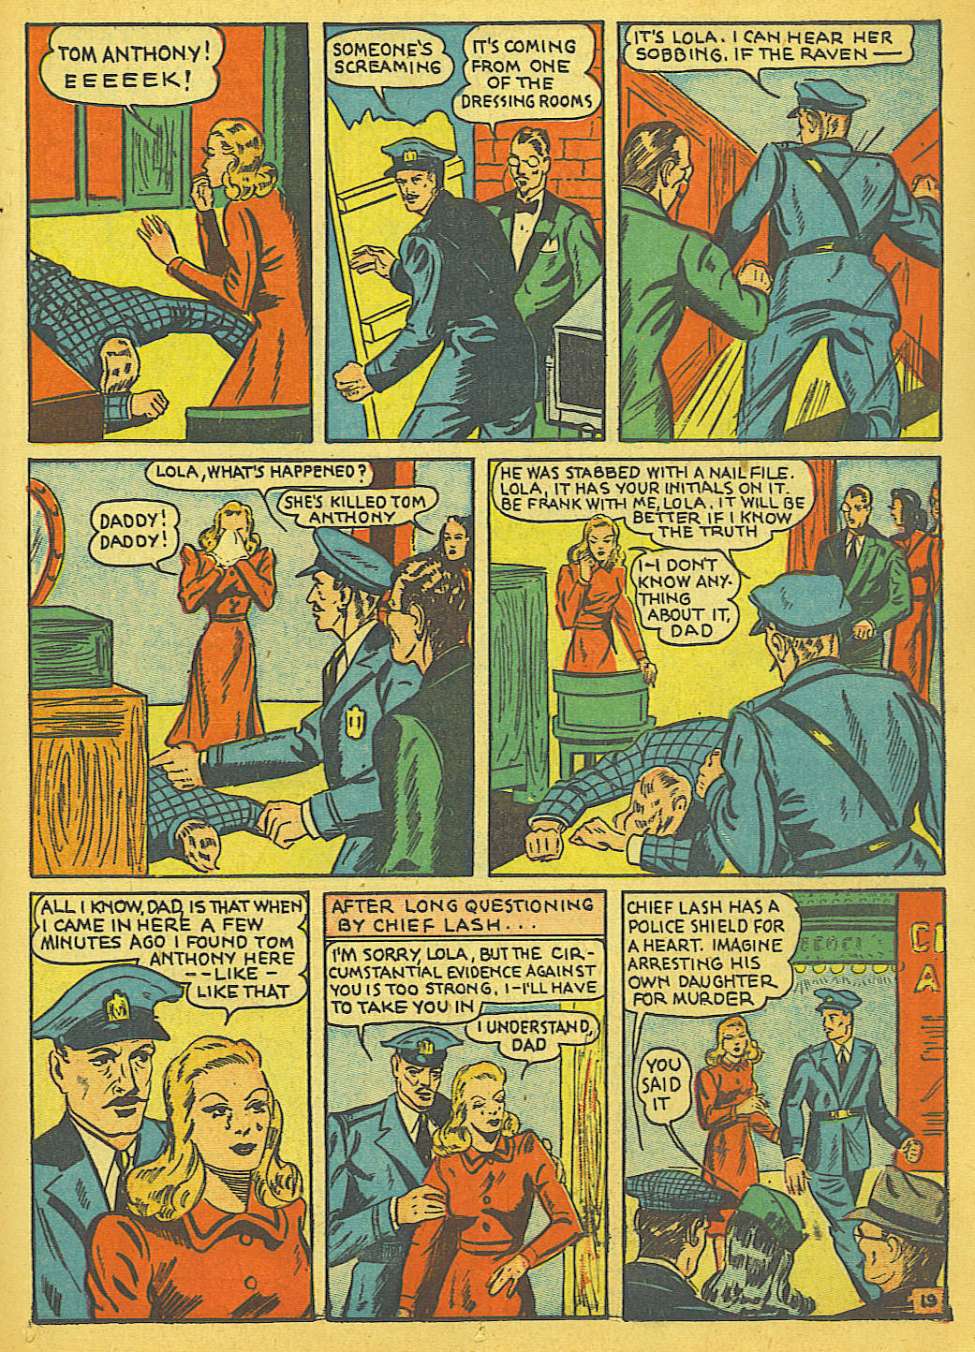 TOM ANTHONY!
EEEEEK!
SOMEONE'S
SCREAMING
IT'S COMING
FROM ONE
OF THE
DRESSING ROOMS
IT'S LOLA. I CAN HEAR HER
SOBBING. IF THE RAVEN —
LOLA, WHAT'S HAPPENED?
DADDY!
DADDY!
SHE'S KILLED TOM
ANTHONY
HE WAS STABBED WITH A NAIL FILE.
LOLA, IT HAS YOUR INITIALS ON IT.
BE FRANK WITH ME, LOLA. IT WILL BE
BETTER IF I KNOW
THE TRUTH
I-I DON'T
KNOW ANY-
THING
ABOUT IT,
DAD
ALL I KNOW, DAD, IS THAT WHEN
I CAME IN HERE A FEW
MINUTES AGO I FOUND TOM
ANTHONY HERE
-- LIKE -
LIKE THAT
AFTER LONG QUESTIONING
BY CHIEF LASH...
I'M SORRY, LOLA, BUT THE CIR-
CUMSTANTIAL EVIDENCE AGAINST
YOU IS TOO STRONG. I-I'LL HAVE
TO TAKE YOU IN
I UNDERSTAND,
DAD
CHIEF LASH HAS A
POLICE SHIELD FOR
A HEART. IMAGINE
ARRESTING HIS
OWN DAUGHTER
FOR MURDER
YOU
SAID
IT
19